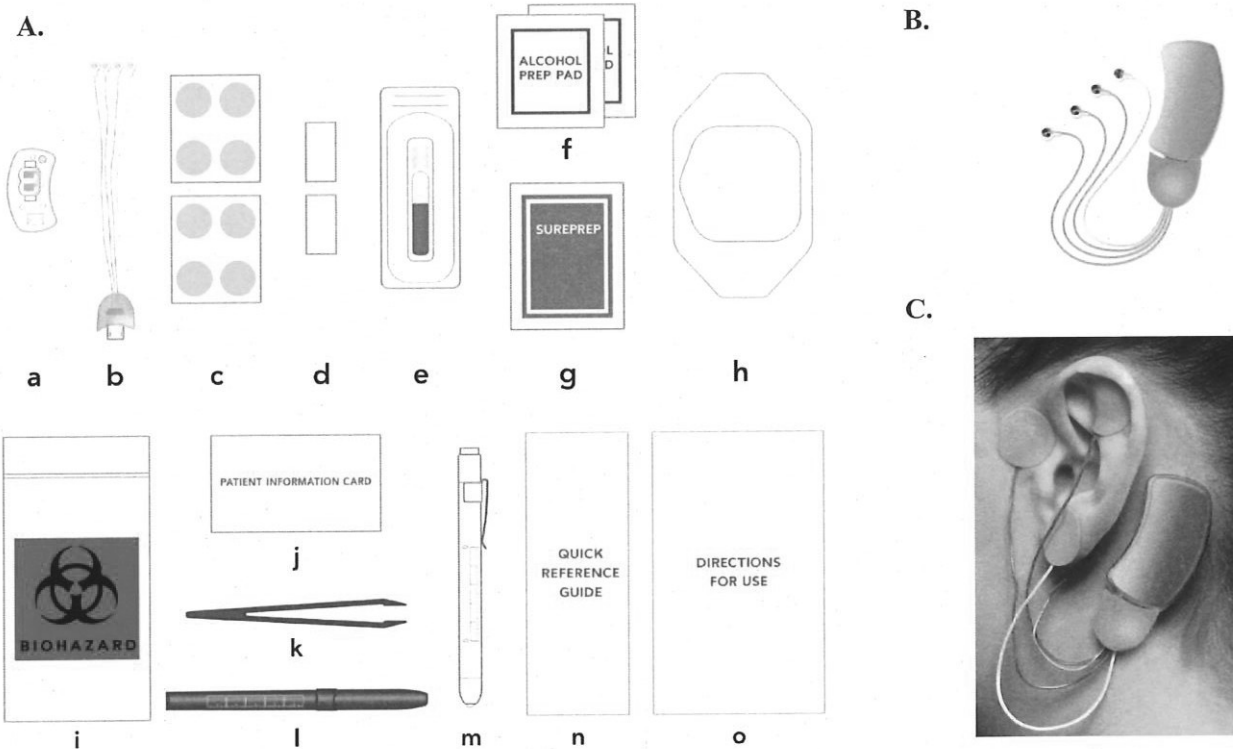 A.
ALCOHOL
PREP PAD
f
SUREPREP
a
b
c
d
e
g
h
PATIENT INFORMATION CARD
j
BIOHAZARD
k
QUICK
REFERENCE
GUIDE
DIRECTIONS
FOR USE
i
l
m
n
o
B.
C.